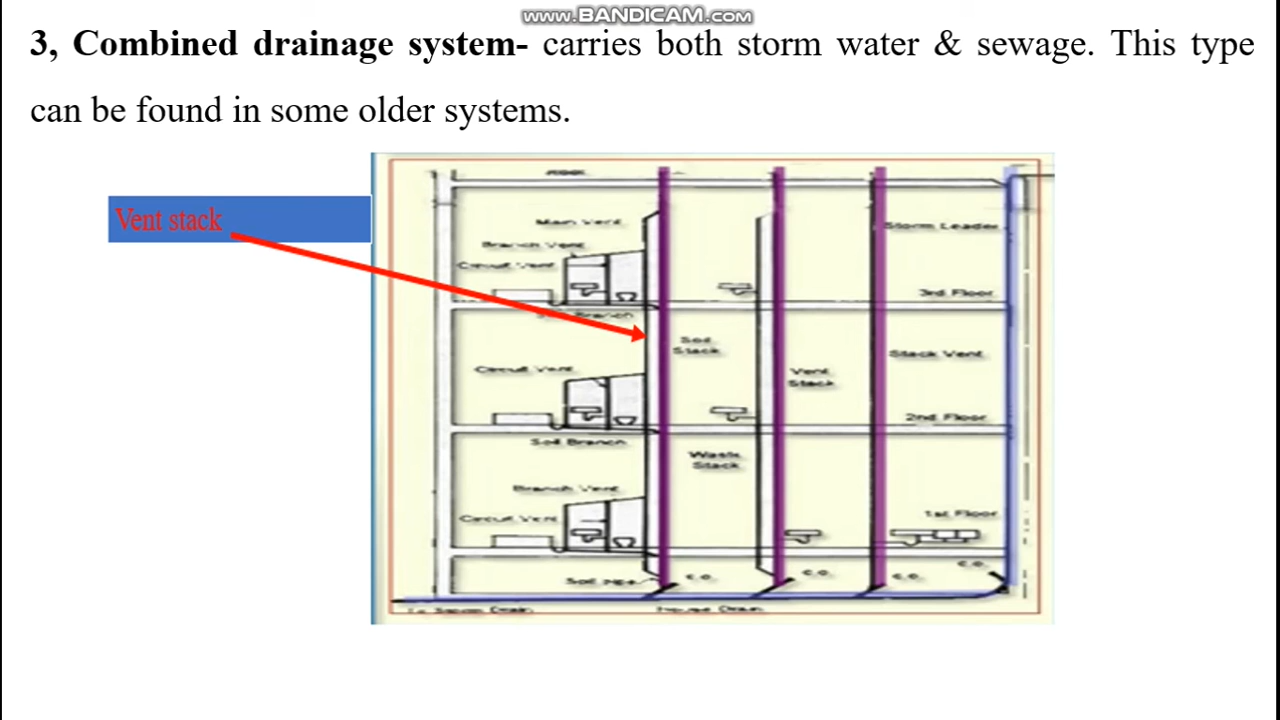 www.BANDICAM.com
3, Combined drainage system- carries both storm water & sewage. This type
can be found in some older systems.
Vent stack
Main Vent
Branch Vent
Circuit Vent
Storm Leader
3rd Floor
Branch
Soil
Stack
Stack Vent
Circuit Vent
Vent
Stack
2nd Floor
Soil Branch
Waste
Stack
Branch Vent
Circuit Vent
1st Floor
C.O.
C.O.
C.O.
C.O.
House Drain